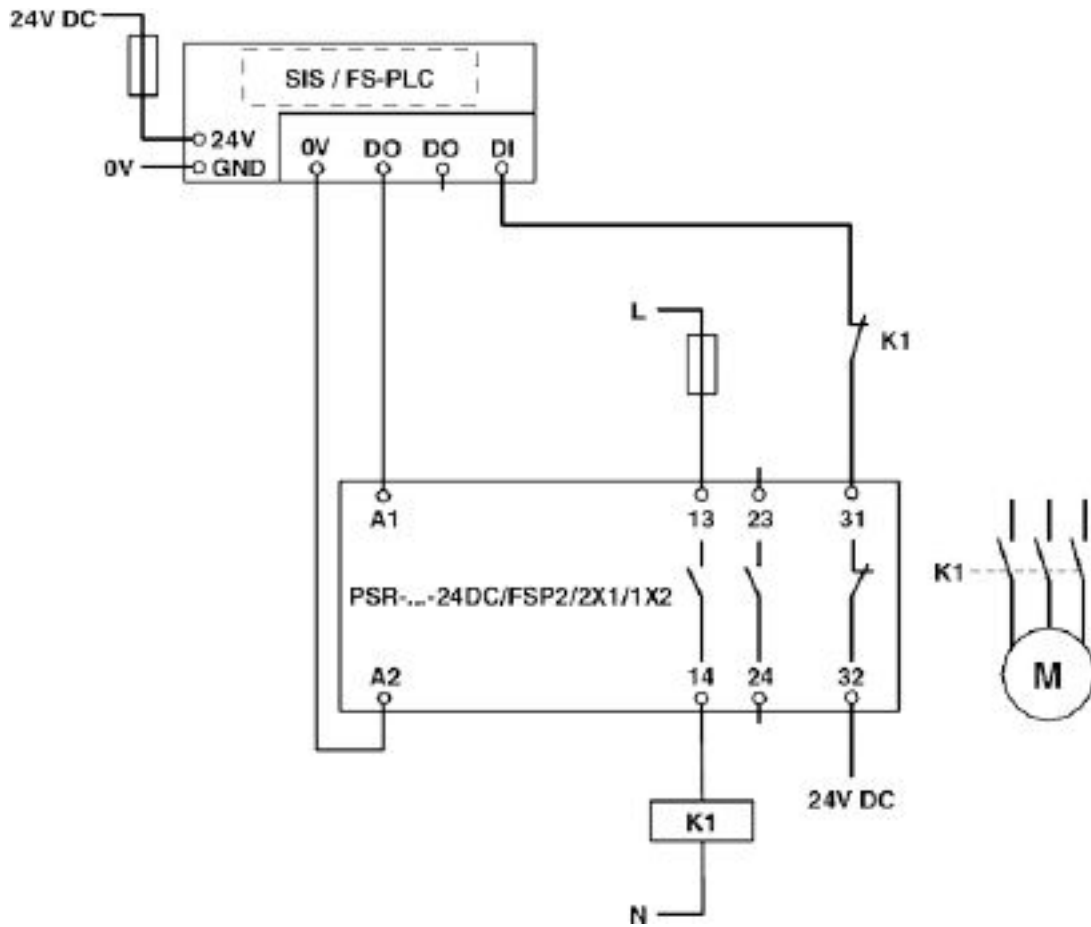 24V DC
SIS / FS-PLC
24V
0V DO DO DI
0V GND
L
K1
A1 13 23 31
K1
PSR-...-24DC/FSP2/2X1/1X2
M
A2 14 24 32
24V DC
K1
N